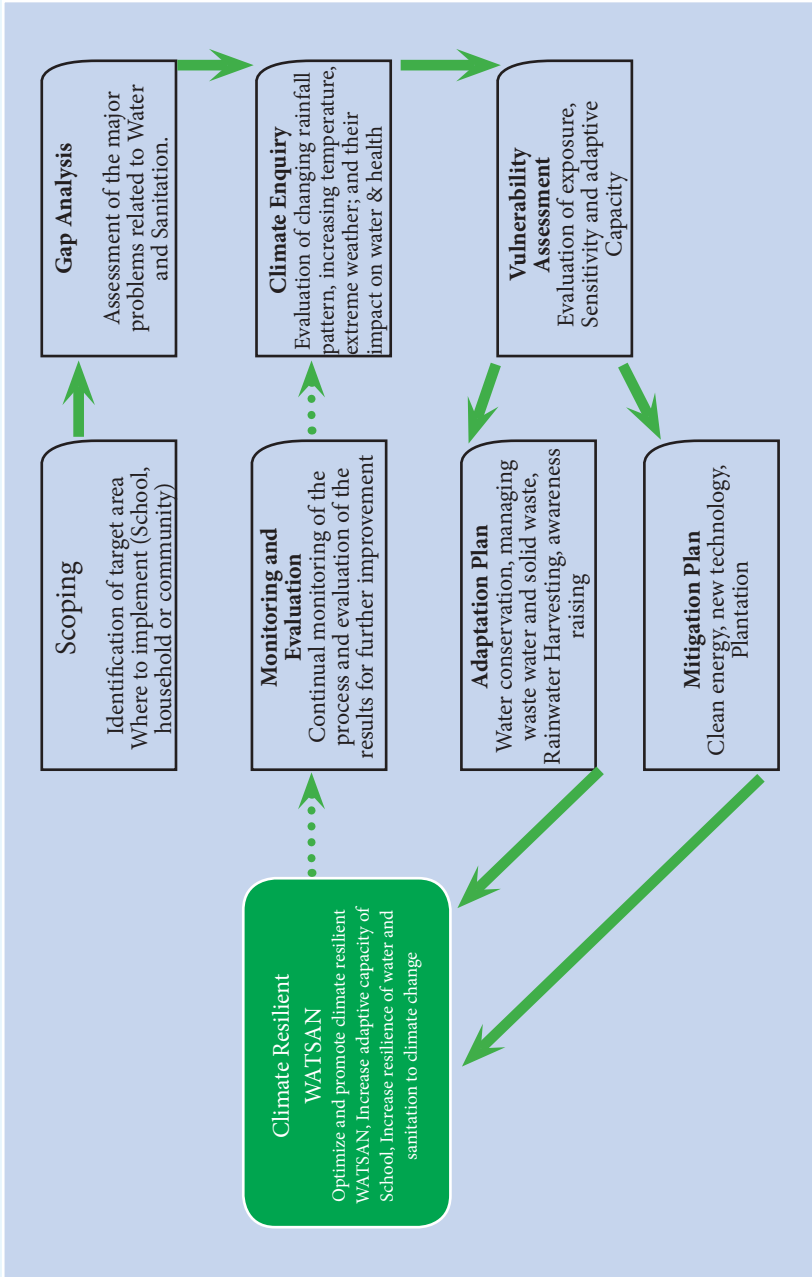 Scoping
Identification of target area
Where to implement (School,
household or community)
Gap Analysis
Assessment of the major
problems related to Water
and Sanitation.
Climate Enquiry
Evaluation of changing rainfall
pattern, increasing temperature,
extreme weather; and their
impact on water & health
Vulnerability
Assessment
Evaluation of exposure,
Sensitivity and adaptive
Capacity
Adaptation Plan
Water conservation, managing
waste water and solid waste,
Rainwater Harvesting, awareness
raising
Mitigation Plan
Clean energy, new technology,
Plantation
Climate Resilient
WATSAN
Optimize and promote climate resilient
WATSAN, Increase adaptive capacity of
School, Increase resilience of water and
sanitation to climate change
Monitoring and
Evaluation
Continual monitoring of the
process and evaluation of the
results for further improvement